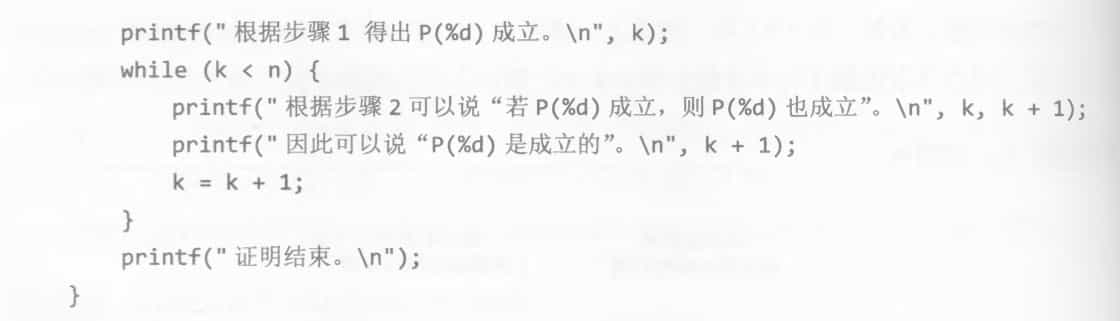 printf(" 根据步骤 1 得出 P(%d) 成立。\n", k);
while (k < n) {
printf(" 根据步骤 2 可以说“若 P(%d) 成立，则 P(%d) 也成立”。\n", k, k + 1);
printf(" 因此可以说“P(%d) 是成立的”。\n", k + 1);
k = k + 1;
}
printf(" 证明结束。\n");
}